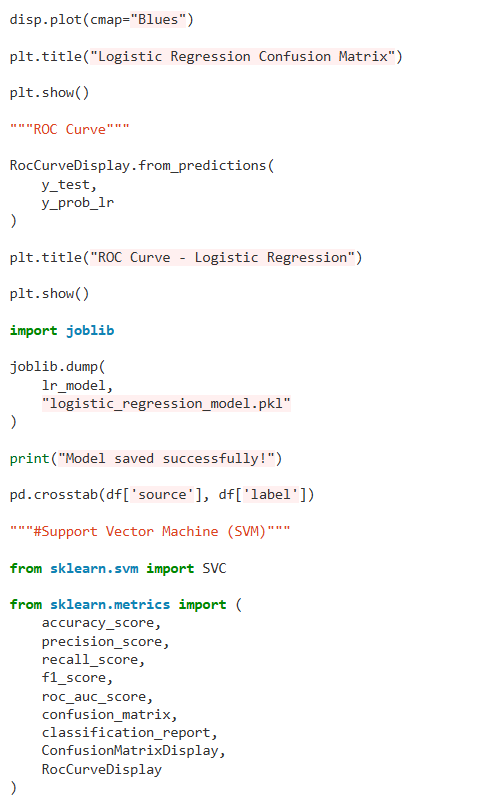 disp.plot(cmap="Blues")
plt.title("Logistic Regression Confusion Matrix")
plt.show()
"""ROC Curve"""
RocCurveDisplay.from_predictions(
    y_test,
    y_prob_lr
)
plt.title("ROC Curve - Logistic Regression")
plt.show()
import joblib
joblib.dump(
    lr_model,
    "logistic_regression_model.pkl"
)
print("Model saved successfully!")
pd.crosstab(df['source'], df['label'])
"""#Support Vector Machine (SVM)"""
from sklearn.svm import SVC
from sklearn.metrics import (
    accuracy_score,
    precision_score,
    recall_score,
    f1_score,
    roc_auc_score,
    confusion_matrix,
    classification_report,
    ConfusionMatrixDisplay,
    RocCurveDisplay
)